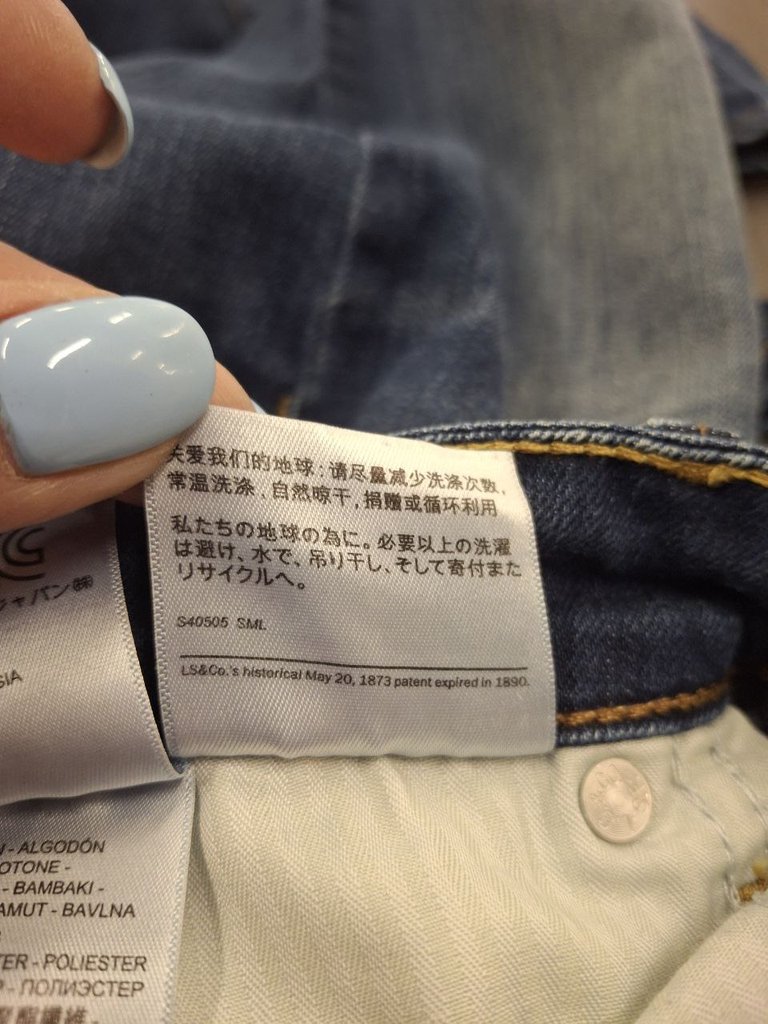 关爱我们的地球：请尽量减少洗涤次数，
常温洗涤，自然晾干，捐赠或循环利用
私たちの地球の為に。必要以上の洗濯
は避け、水で、吊り干し、そして寄付また
リサイクルへ。
S40505 SML
LS&Co.'s historical May 20, 1873 patent expired in 1890.
ャパン㈱
SIA
- ALGODÓN
OTONE -
- BAMBAKI -
AMUT - BAVLNA
TER - POLIESTER
- ПОЛИЭСТЕР